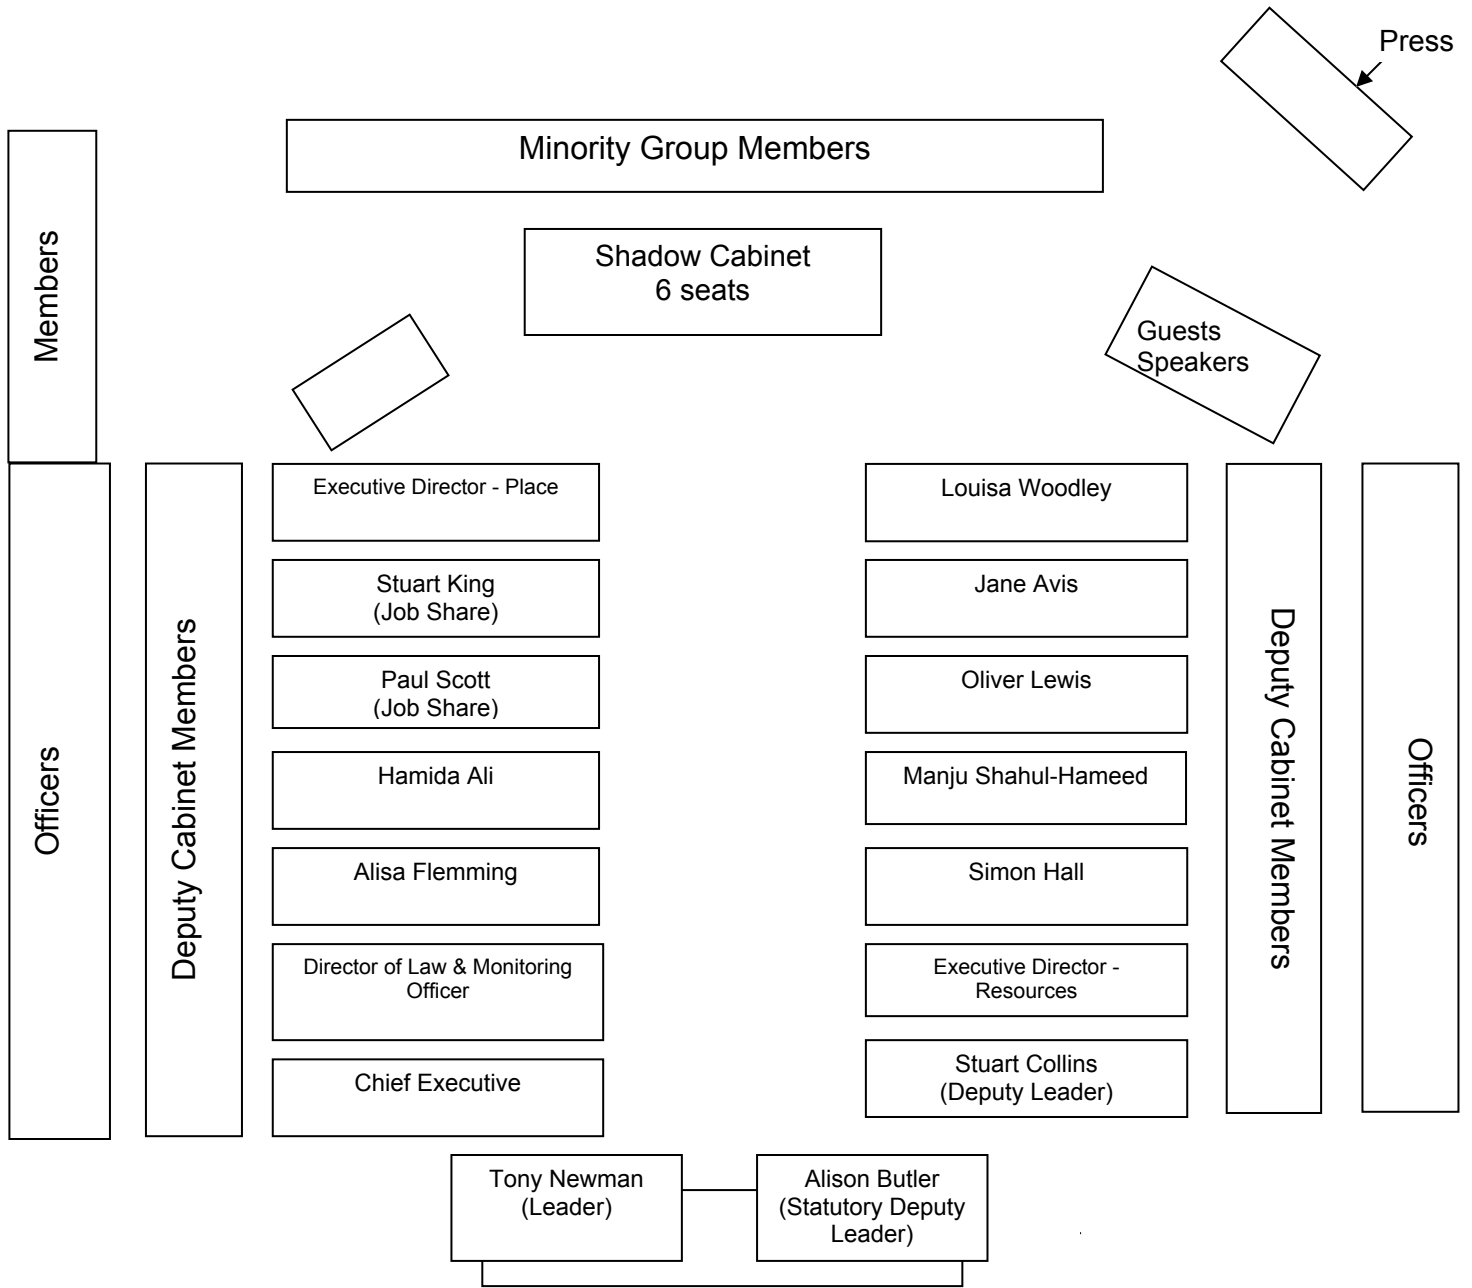 Press
Minority Group Members
Members
Shadow Cabinet
6 seats
Guests
Speakers
Officers
Deputy Cabinet Members
Executive Director - Place
Stuart King
(Job Share)
Paul Scott
(Job Share)
Hamida Ali
Alisa Flemming
Director of Law & Monitoring
Officer
Chief Executive
Louisa Woodley
Jane Avis
Oliver Lewis
Manju Shahul-Hameed
Simon Hall
Executive Director -
Resources
Stuart Collins
(Deputy Leader)
Deputy Cabinet Members
Officers
Tony Newman
(Leader)
Alison Butler
(Statutory Deputy
Leader)